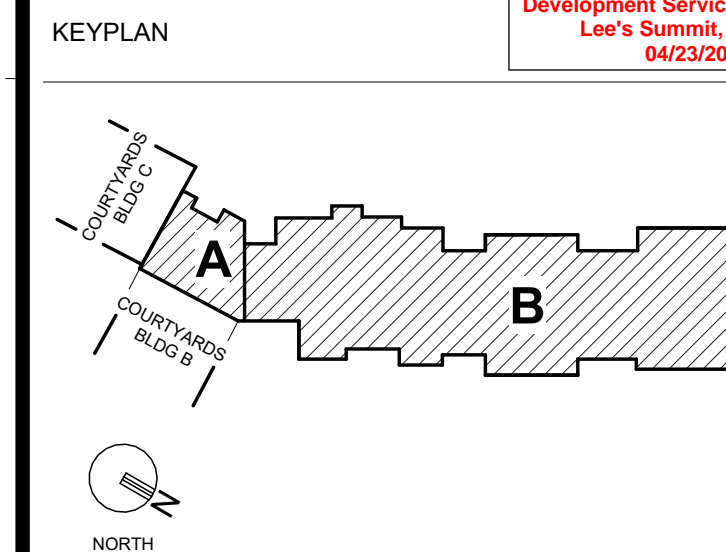 Development Servic
Lee's Summit,
04/23/20
KEYPLAN
COURTYARDS
BLDG C
A
B
COURTYARDS
BLDG B
N
NORTH